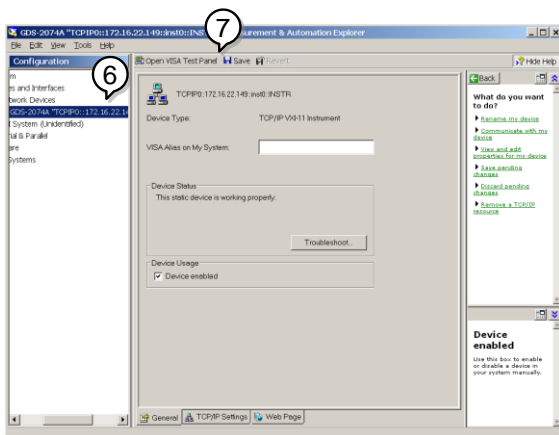 GDS-2074A "TCPIP0::172.16.22.149::inst0::INST
urement & Automation Explorer
7
File Edit View Tools Help
Configuration
6
m
es and Interfaces
twork Devices
GDS-2074A "TCPIP0::172.16.22.14
l System (Unidentified)
rial & Parallel
are
Systems
Open VISA Test Panel Save Revert
Hide Help
TCPIP0::172.16.22.149::inst0::INSTR
Device Type: TCP/IP VXI-11 Instrument
VISA Alias on My System:
Device Status
This static device is working properly.
Troubleshoot...
Device Usage
Device enabled
General TCP/IP Settings Web Page
Back
What do you want
to do?
Rename my device
Communicate with my
device
View and edit
properties for my device
Save pending
changes
Discard pending
changes
Remove a TCP/IP
resource
Device
enabled
Use this box to enable
or disable a device in
your system manually.